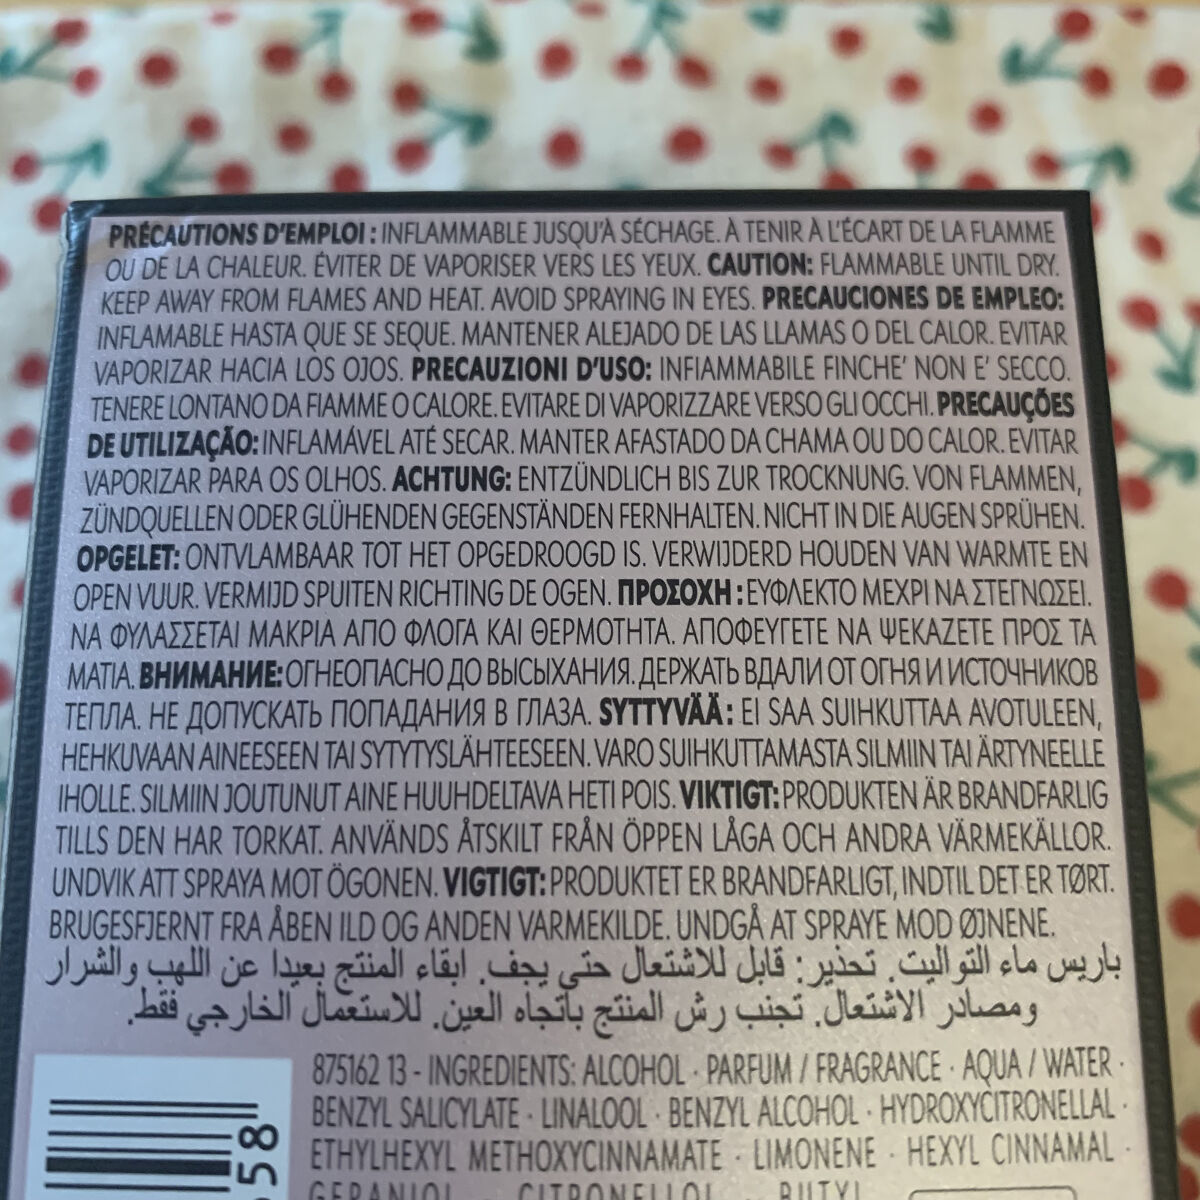 PRÉCAUTIONS D'EMPLOI : INFLAMMABLE JUSQU'À SÉCHAGE. À TENIR À L'ÉCART DE LA FLAMME
OU DE LA CHALEUR. ÉVITER DE VAPORISER VERS LES YEUX. CAUTION: FLAMMABLE UNTIL DRY.
KEEP AWAY FROM FLAMES AND HEAT. AVOID SPRAYING IN EYES. PRECAUCIONES DE EMPLEO:
INFLAMABLE HASTA QUE SE SEQUE. MANTENER ALEJADO DE LAS LLAMAS O DEL CALOR. EVITAR
VAPORIZAR HACIA LOS OJOS. PRECAUZIONI D'USO: INFIAMMABILE FINCHE' NON E' SECCO.
TENERE LONTANO DA FIAMME O CALORE. EVITARE DI VAPORIZZARE VERSO GLI OCCHI. PRECAUÇÕES
DE UTILIZAÇÃO: INFLAMÁVEL ATÉ SECAR. MANTER AFASTADO DA CHAMA OU DO CALOR. EVITAR
VAPORIZAR PARA OS OLHOS. ACHTUNG: ENTZÜNDLICH BIS ZUR TROCKNUNG. VON FLAMMEN,
ZÜNDQUELLEN ODER GLÜHENDEN GEGENSTÄNDEN FERNHALTEN. NICHT IN DIE AUGEN SPRÜHEN.
OPGELET: ONTVLAMBAAR TOT HET OPGEDROOGD IS. VERWIJDERD HOUDEN VAN WARMTE EN
OPEN VUUR. VERMIJD SPUITEN RICHTING DE OGEN. ΠΡΟΣΟΧΗ : ΕΥΦΛΕΚΤΟ ΜΕΧΡΙ ΝΑ ΣΤΕΓΝΩΣΕΙ.
ΝΑ ΦΥΛΑΣΣΕΤΑΙ ΜΑΚΡΙΑ ΑΠΟ ΦΛΟΓΑ ΚΑΙ ΘΕΡΜΟΤΗΤΑ. ΑΠΟΦΕΥΓΕΤΕ ΝΑ ΨΕΚΑΖΕΤΕ ΠΡΟΣ ΤΑ
ΜΑΤΙΑ. ВНИМАНИЕ: ОГНЕОПАСНО ДО ВЫСЫХАНИЯ. ДЕРЖАТЬ ВДАЛИ ОТ ОГНЯ И ИСТОЧНИКОВ
ТЕПЛА. НЕ ДОПУСКАТЬ ПОПАДАНИЯ В ГЛАЗА. SYTTYVÄÄ: EI SAA SUIHKUTTAA AVOTULEEN,
HEHKUVAAN AINEESEEN TAI SYTYTYSLÄHTEESEEN. VARO SUIHKUTTAMASTA SILMIIN TAI ÄRTYNEELLE
IHOLLE. SILMIIN JOUTUNUT AINE HUUHDELTAVA HETI POIS. VIKTIGT: PRODUKTEN ÄR BRANDFARLIG
TILLS DEN HAR TORKAT. ANVÄNDS ÅTSKILT FRÅN ÖPPEN LÅGA OCH ANDRA VÄRMEKÄLLOR.
UNDVIK ATT SPRAYA MOT ÖGONEN. VIGTIGT: PRODUKTET ER BRANDFARLIGT, INDTIL DET ER TØRT.
BRUGES FJERNT FRA ÅBEN ILD OG ANDEN VARMEKILDE. UNDGÅ AT SPRAYE MOD ØJNENE.
باريس ماء التواليت. تحذير: قابل للاشتعال حتى يجف. ابقاء المنتج بعيدا عن اللهب والشرار
ومصادر الاشتعال. تجنب رش المنتج باتجاه العين. للاستعمال الخارجي فقط.
875162 13 - INGREDIENTS: ALCOHOL · PARFUM / FRAGRANCE · AQUA / WATER ·
BENZYL SALICYLATE · LINALOOL · BENZYL ALCOHOL · HYDROXYCITRONELLAL ·
ETHYLHEXYL METHOXYCINNAMATE · LIMONENE · HEXYL CINNAMAL ·
GERANIOL · CITRONELLOL · BUTYL
58